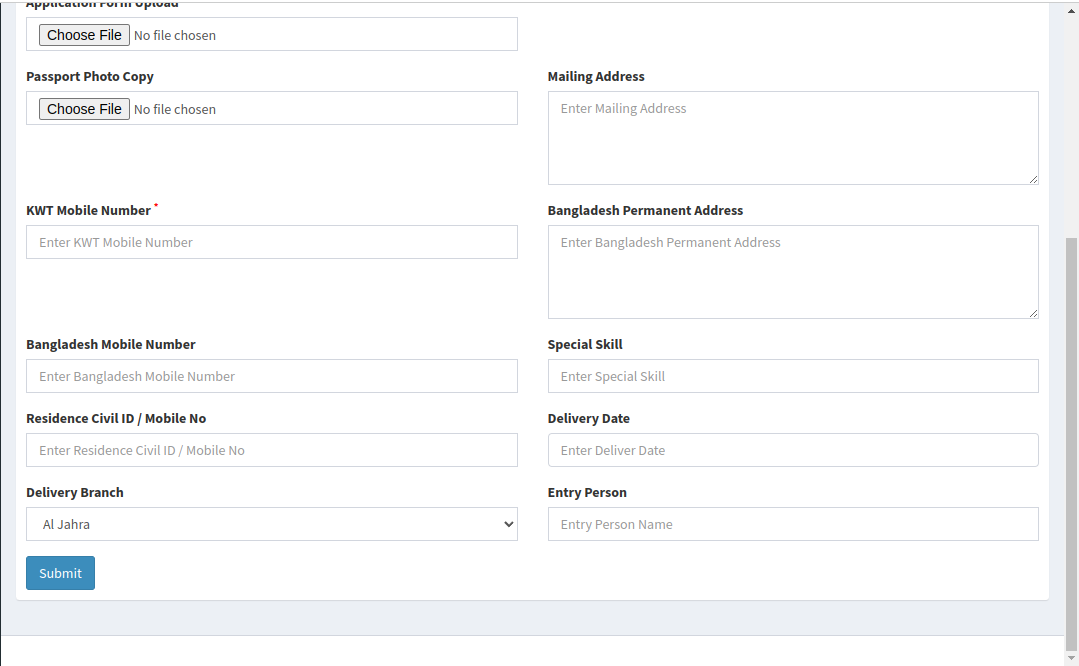 Application Form Upload
Choose File No file chosen
Passport Photo Copy
Choose File No file chosen
Mailing Address
Enter Mailing Address
KWT Mobile Number *
Enter KWT Mobile Number
Bangladesh Permanent Address
Enter Bangladesh Permanent Address
Bangladesh Mobile Number
Enter Bangladesh Mobile Number
Special Skill
Enter Special Skill
Residence Civil ID / Mobile No
Enter Residence Civil ID / Mobile No
Delivery Date
Enter Deliver Date
Delivery Branch
Al Jahra
Entry Person
Entry Person Name
Submit